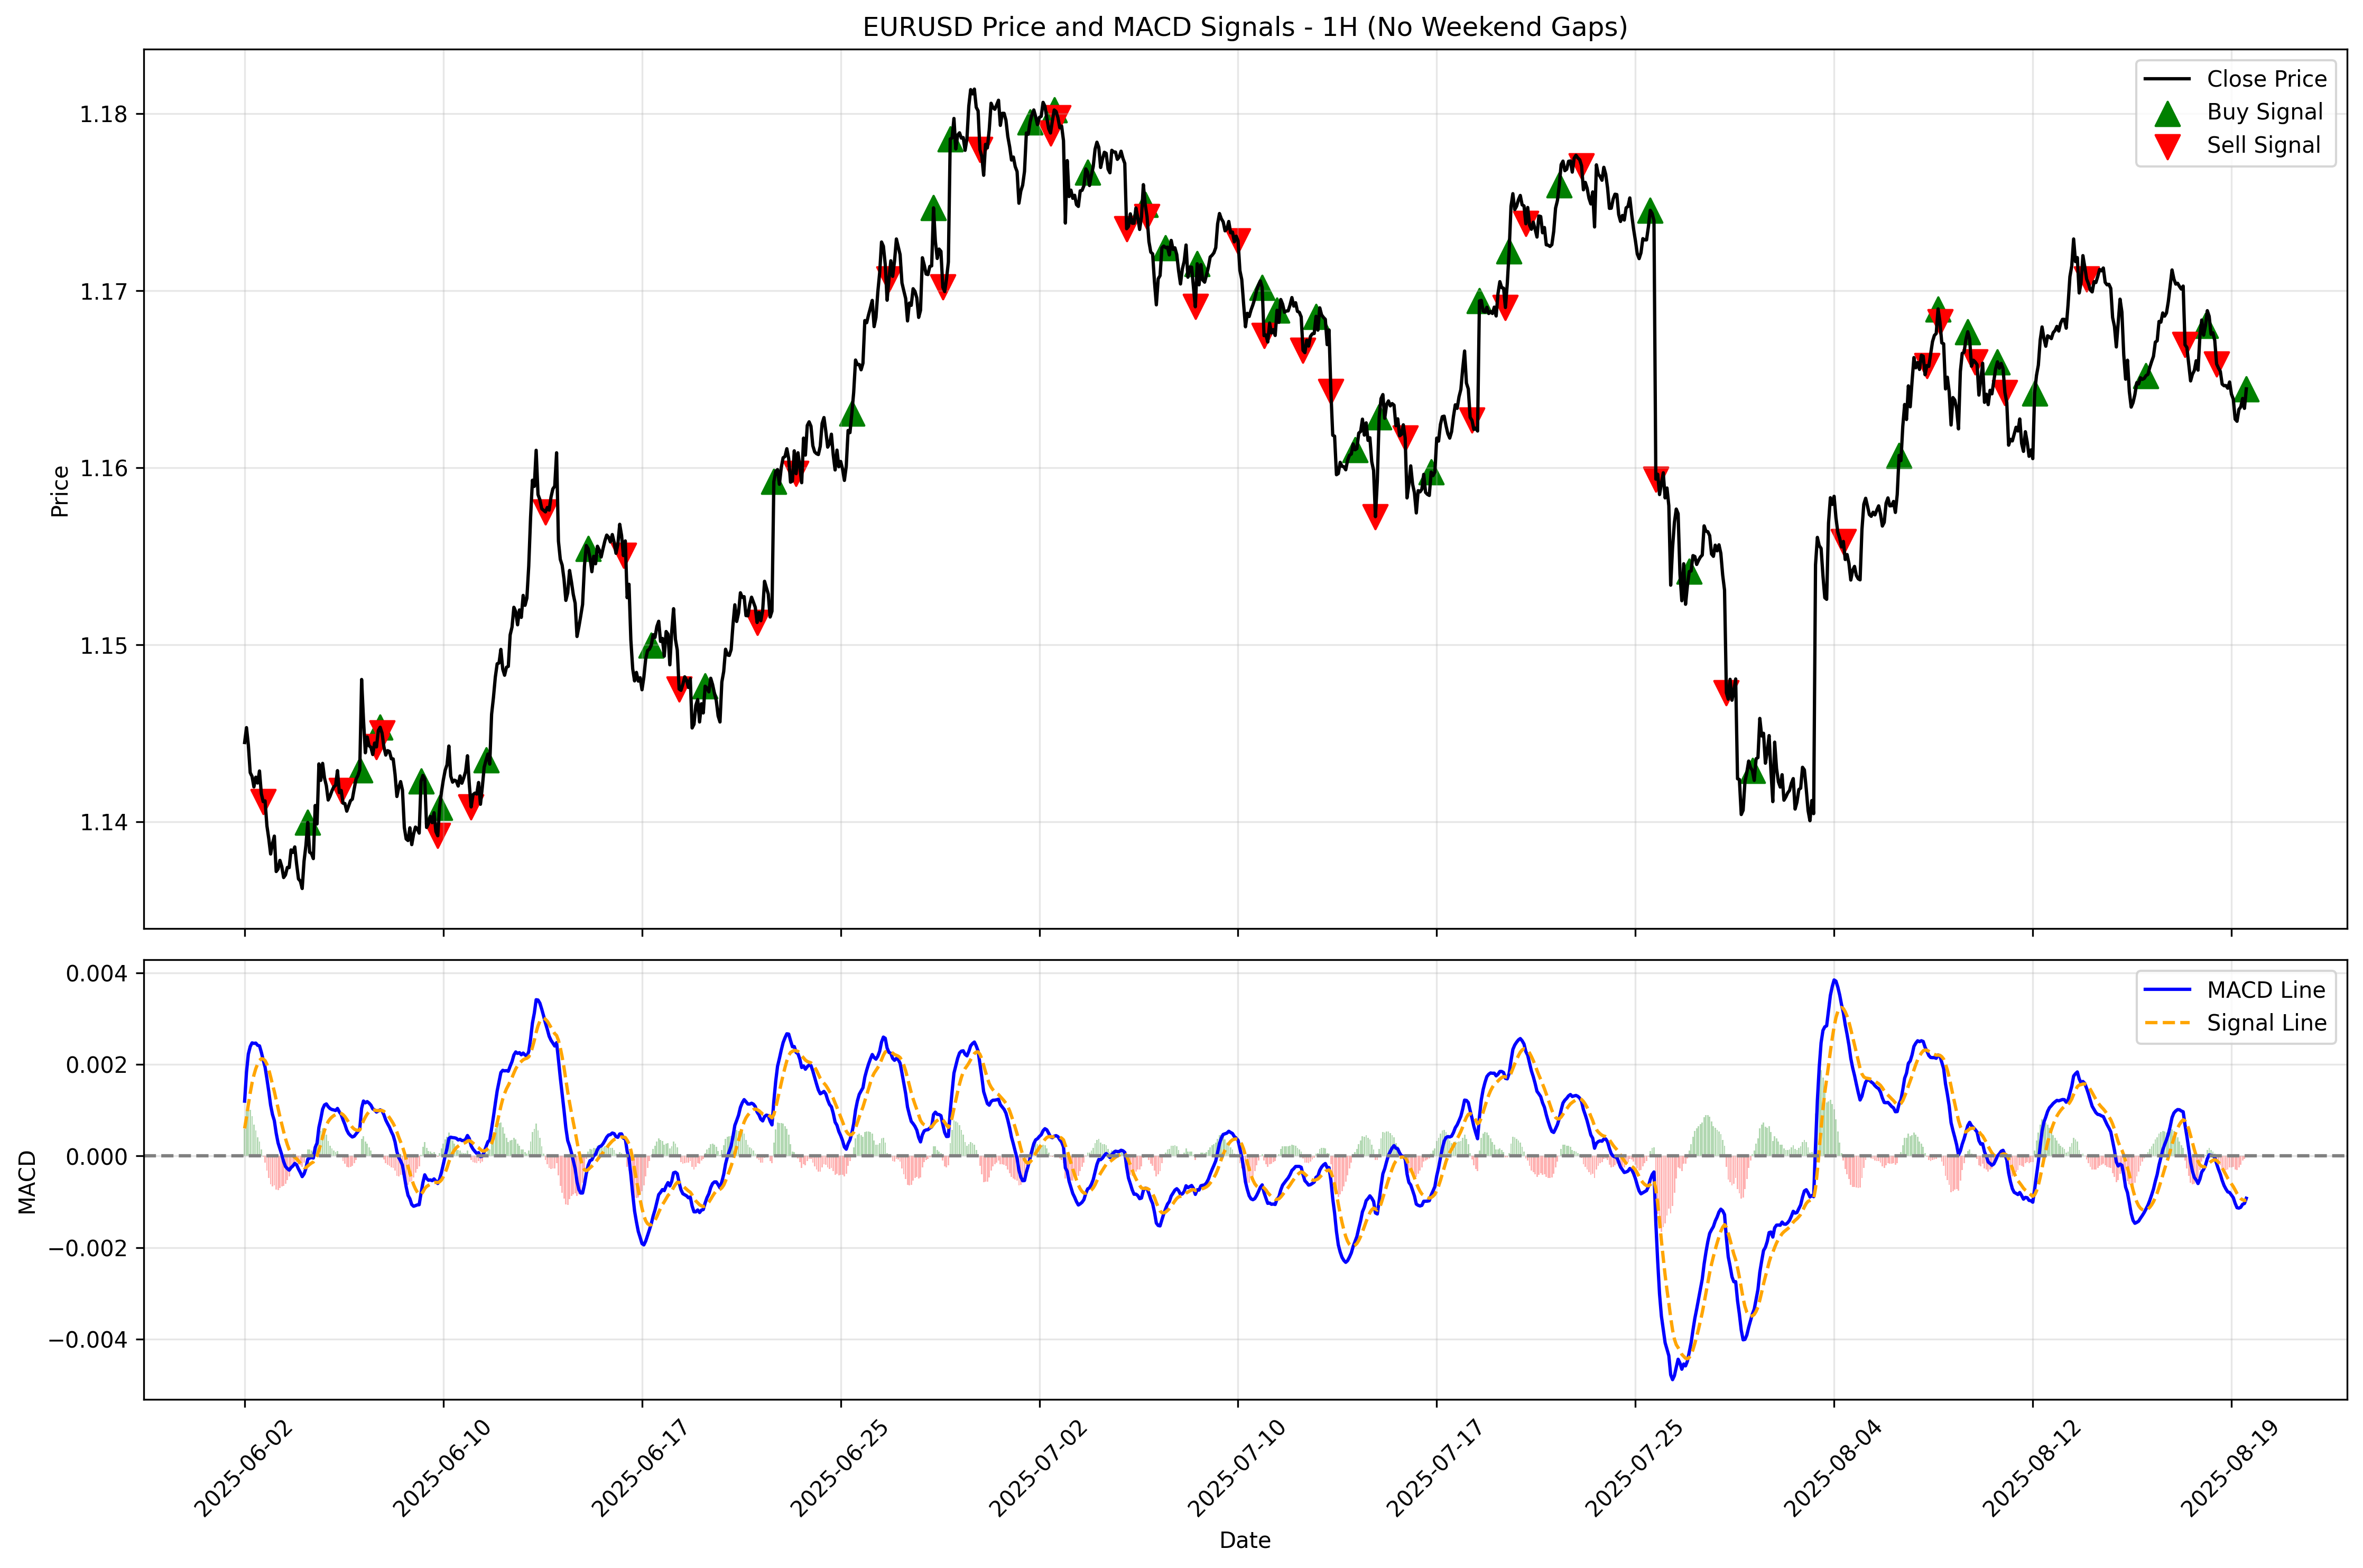 EURUSD Price and MACD Signals - 1H (No Weekend Gaps)
Close Price
Buy Signal
Sell Signal
1.18
1.17
1.16
1.15
1.14
Price
MACD Line
Signal Line
0.004
0.002
0.000
−0.002
−0.004
MACD
2025-06-02
2025-06-10
2025-06-17
2025-06-25
2025-07-02
2025-07-10
2025-07-17
2025-07-25
2025-08-04
2025-08-12
2025-08-19
Date